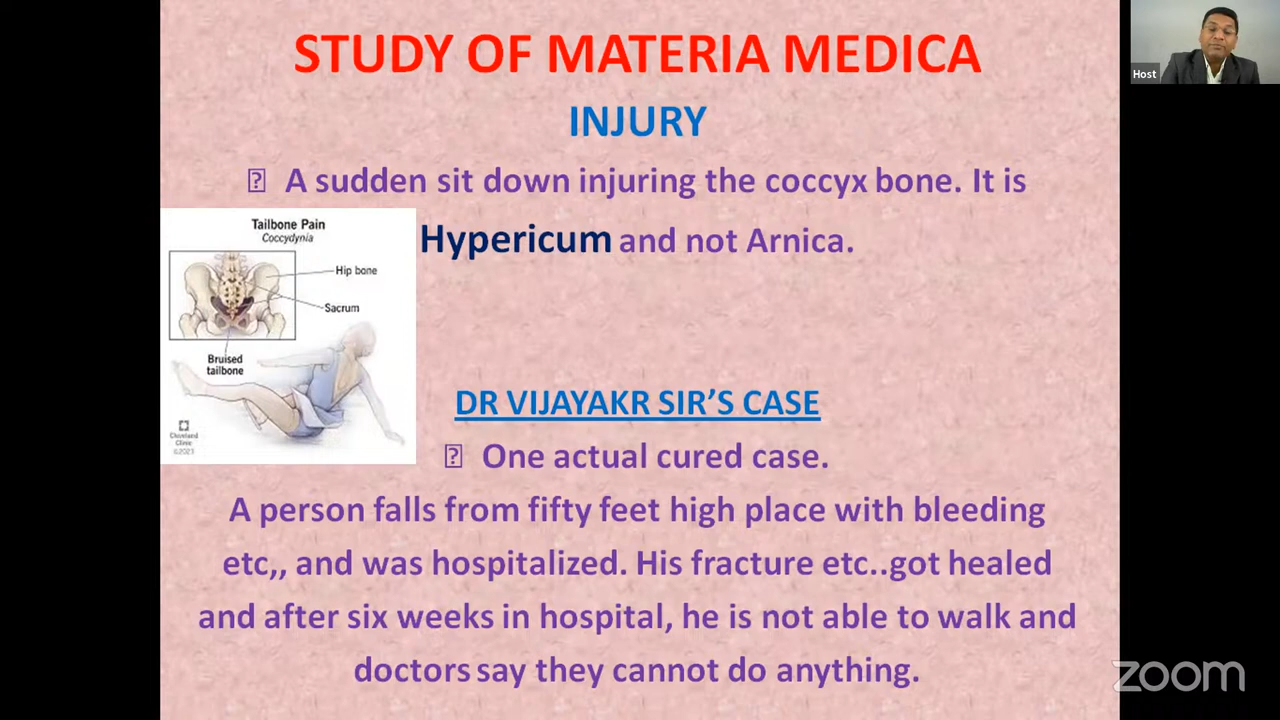 STUDY OF MATERIA MEDICA
INJURY
A sudden sit down injuring the coccyx bone. It is
Hypericum and not Arnica.
Tailbone Pain
Coccydynia
Hip bone
Sacrum
Bruised
tailbone
Cleveland
Clinic
©2023
DR VIJAYAKR SIR'S CASE
One actual cured case.
A person falls from fifty feet high place with bleeding
etc,, and was hospitalized. His fracture etc..got healed
and after six weeks in hospital, he is not able to walk and
doctors say they cannot do anything.
Host
zoom